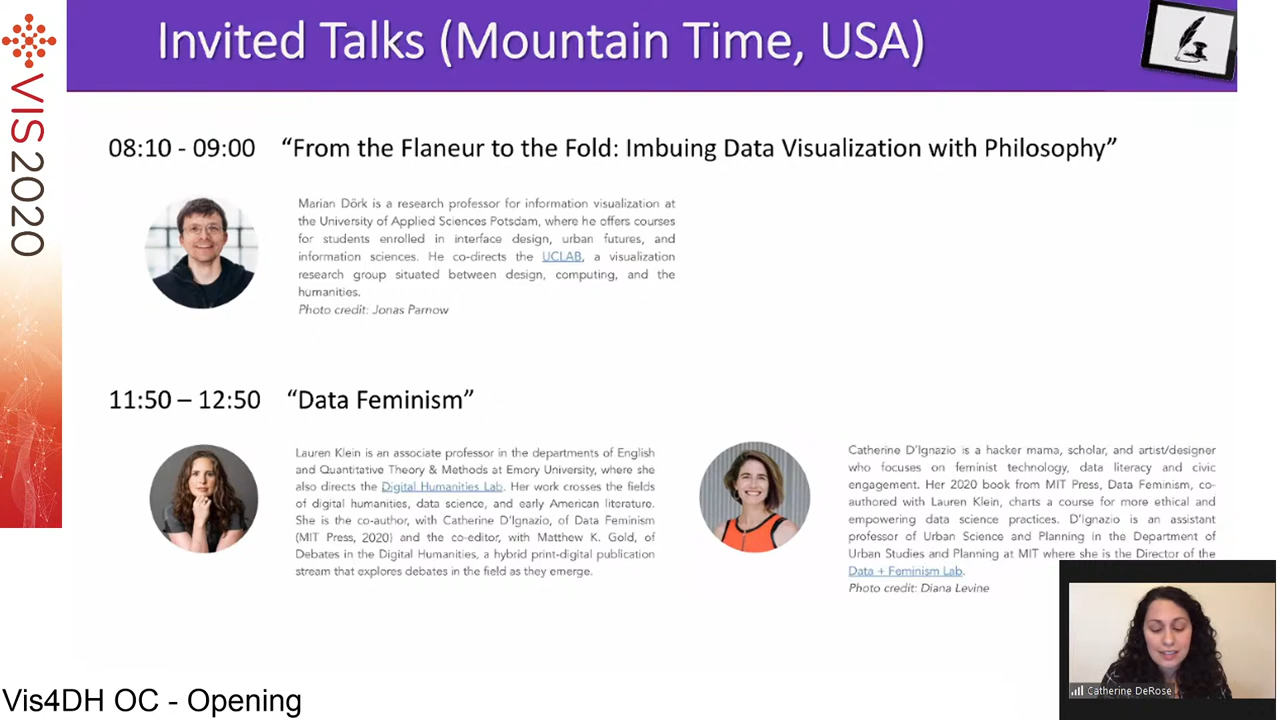 Invited Talks (Mountain Time, USA)
VIS2020
08:10 - 09:00 “From the Flaneur to the Fold: Imbuing Data Visualization with Philosophy”
Marian Dörk is a research professor for information visualization at
the University of Applied Sciences Potsdam, where he offers courses
for students enrolled in interface design, urban futures, and
information sciences. He co-directs the UCLAB, a visualization
research group situated between design, computing, and the
humanities.
Photo credit: Jonas Parnow
11:50 – 12:50 “Data Feminism”
Lauren Klein is an associate professor in the departments of English
and Quantitative Theory & Methods at Emory University, where she
also directs the Digital Humanities Lab. Her work crosses the fields
of digital humanities, data science, and early American literature.
She is the co-author, with Catherine D’Ignazio, of Data Feminism
(MIT Press, 2020) and the co-editor, with Matthew K. Gold, of
Debates in the Digital Humanities, a hybrid print-digital publication
stream that explores debates in the field as they emerge.
Catherine D’Ignazio is a hacker mama, scholar, and artist/designer
who focuses on feminist technology, data literacy and civic
engagement. Her 2020 book from MIT Press, Data Feminism, co-
authored with Lauren Klein, charts a course for more ethical and
empowering data science practices. D’Ignazio is an assistant
professor of Urban Science and Planning in the Department of
Urban Studies and Planning at MIT where she is the Director of the
Data + Feminism Lab.
Photo credit: Diana Levine
Catherine DeRose
Vis4DH OC - Opening